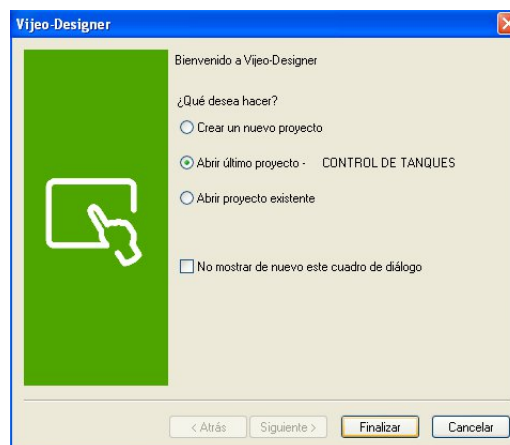 Vijeo-Designer
Bienvenido a Vijeo-Designer
¿Qué desea hacer?
Crear un nuevo proyecto
Abrir último proyecto - CONTROL DE TANQUES
Abrir proyecto existente
No mostrar de nuevo este cuadro de diálogo
< Atrás Siguiente > Finalizar Cancelar